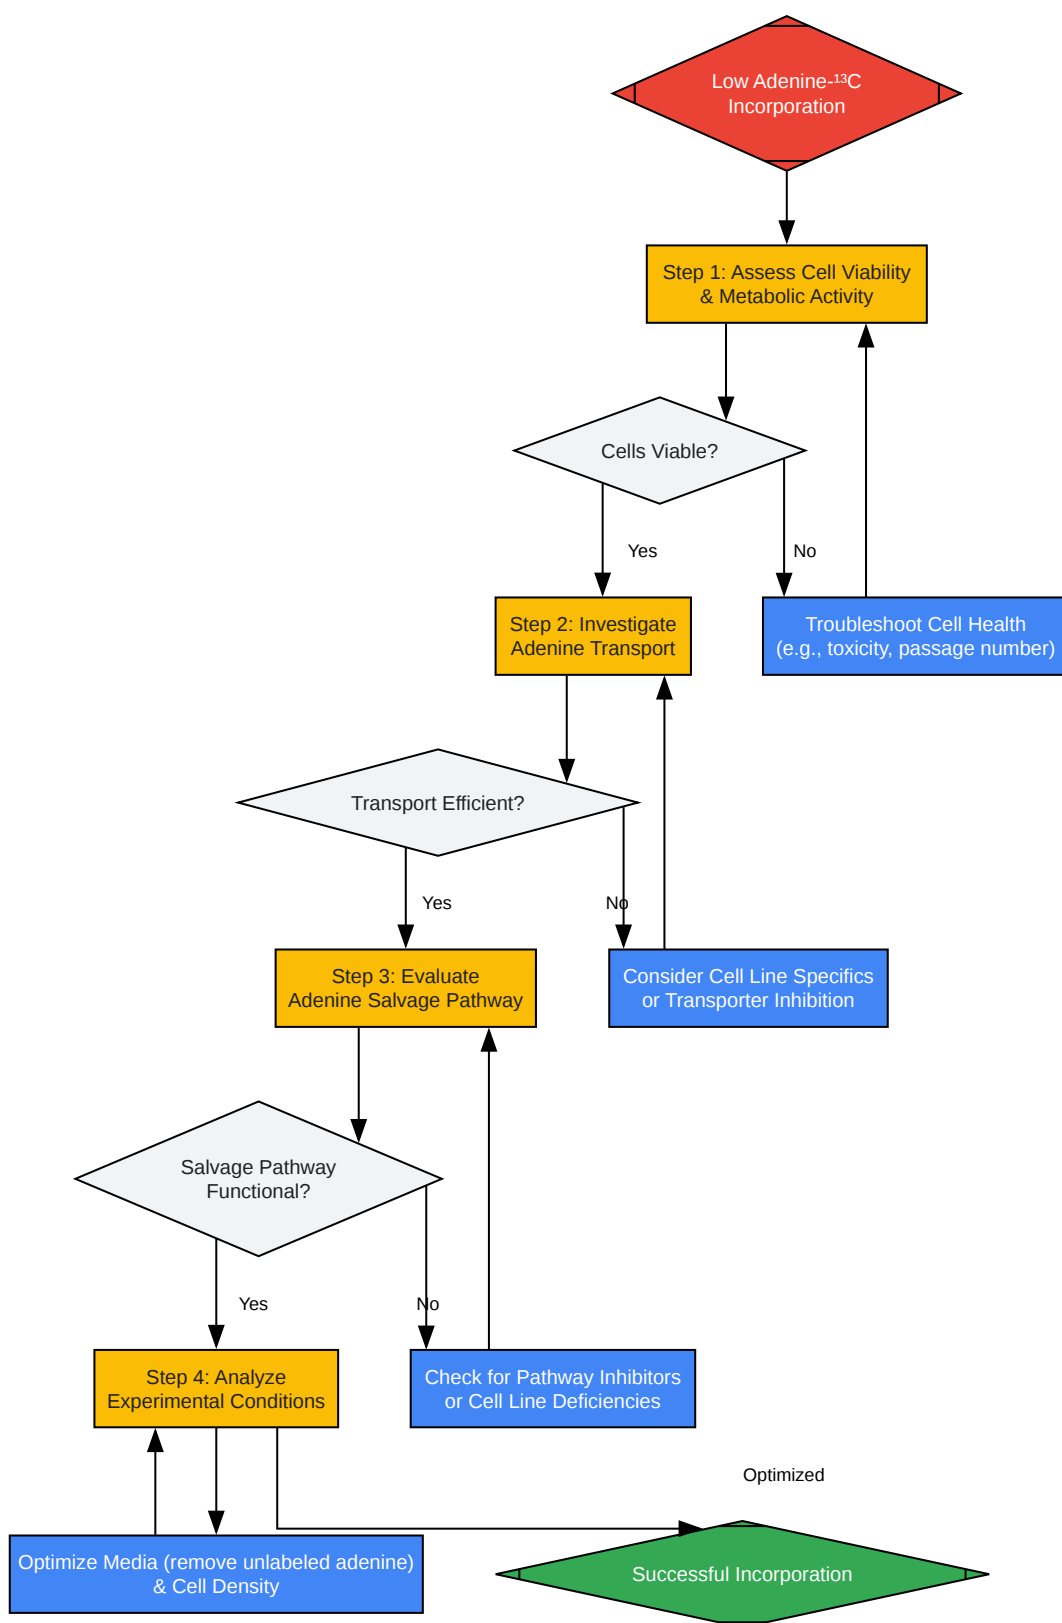 Low Adenine-¹³C
Incorporation
Step 1: Assess Cell Viability
& Metabolic Activity
Cells Viable?
Yes
No
Step 2: Investigate
Adenine Transport
Troubleshoot Cell Health
(e.g., toxicity, passage number)
Transport Efficient?
Yes
No
Step 3: Evaluate
Adenine Salvage Pathway
Consider Cell Line Specifics
or Transporter Inhibition
Salvage Pathway
Functional?
Yes
No
Step 4: Analyze
Experimental Conditions
Check for Pathway Inhibitors
or Cell Line Deficiencies
Optimized
Optimize Media (remove unlabeled adenine)
& Cell Density
Successful Incorporation